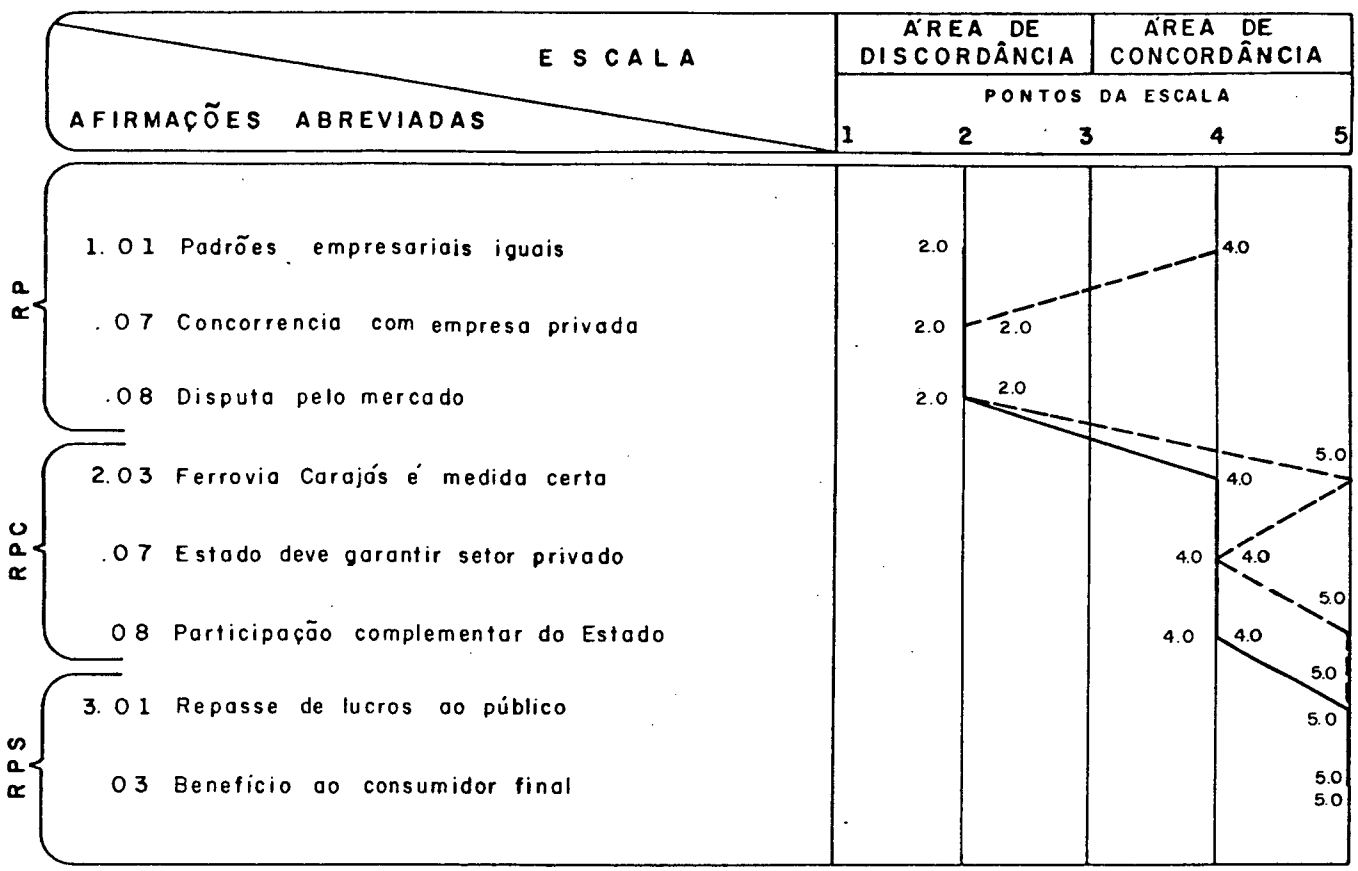 ESCALA
AFIRMAÇÕES ABREVIADAS
ÁREA DE DISCORDÂNCIA
ÁREA DE CONCORDÂNCIA
PONTOS DA ESCALA
1 2 3 4 5
RP
1.01 Padrões empresariais iguais 2.0 4.0
.07 Concorrencia com empresa privada 2.0 2.0
.08 Disputa pelo mercado 2.0 2.0
RPC
2.03 Ferrovia Carajás é medida certa 4.0 5.0
.07 Estado deve garantir setor privado 4.0 4.0
08 Participação complementar do Estado 4.0 4.0 5.0
RPS
3.01 Repasse de lucros ao público 5.0 5.0
03 Benefício ao consumidor final 5.0 5.0